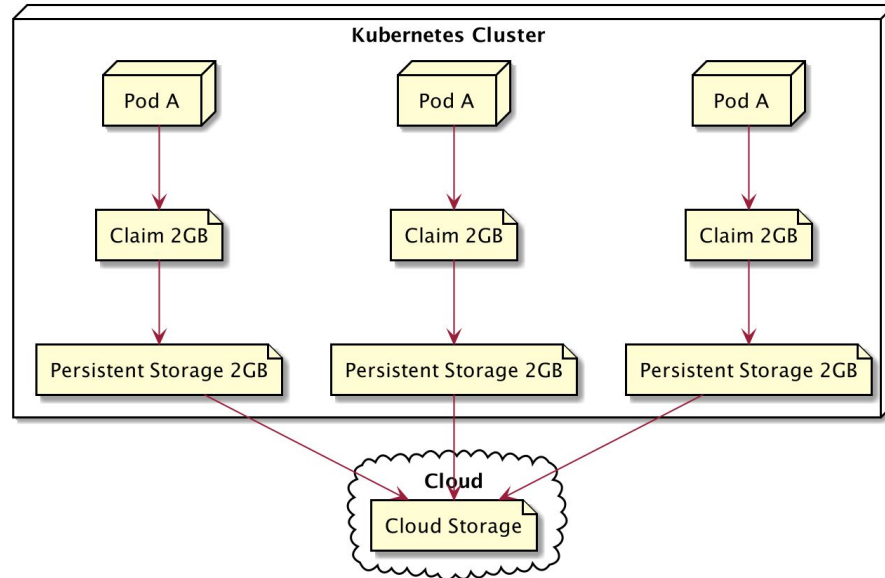 Kubernetes Cluster
Pod A
Pod A
Pod A
Claim 2GB
Claim 2GB
Claim 2GB
Persistent Storage 2GB
Persistent Storage 2GB
Persistent Storage 2GB
Cloud
Cloud Storage